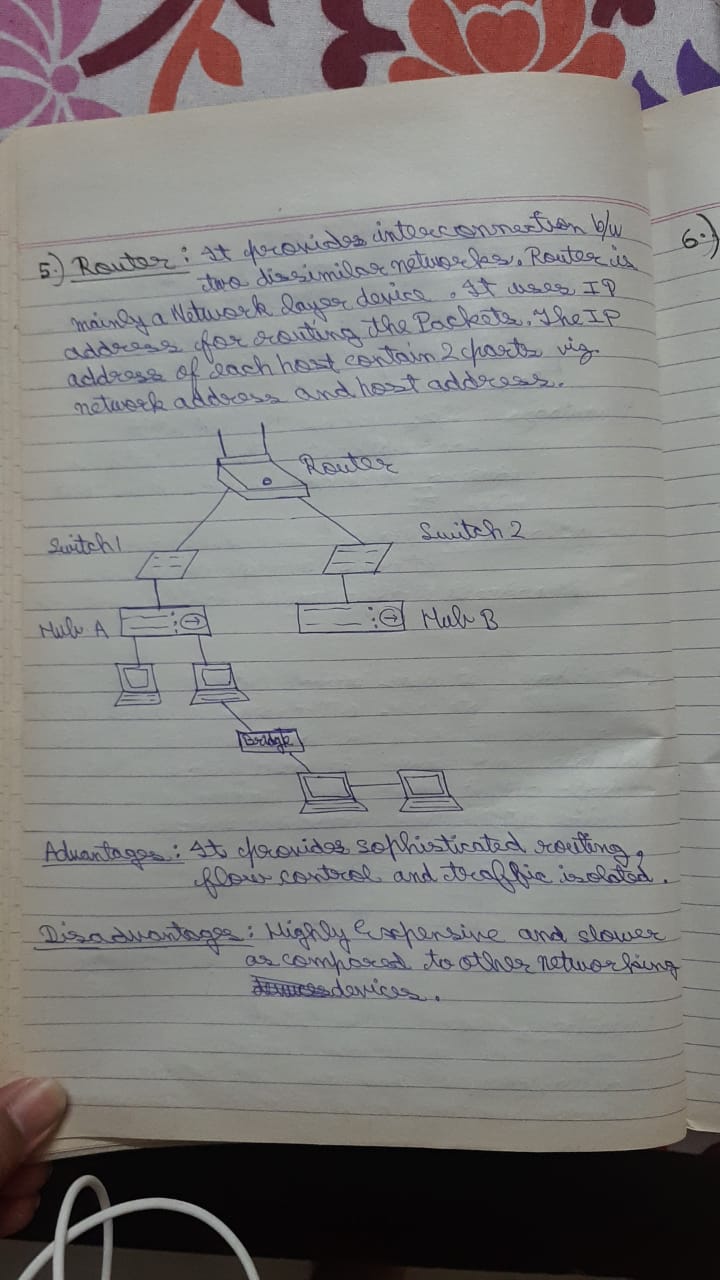 5.) Router : It provides interconnection b/w
two dissimilar networks. Router is
mainly a Network layer device. It uses IP
address for routing the Packets. The IP
address of each host contain 2 parts viz.
network address and host address.
Router
Switch 1
Switch 2
Hub A
Hub B
Bridge
Advantages : It provides sophisticated routing,
flow control and traffic isolated.
Disadvantages : Highly Expensive and slower
as compared to other networking
devices.
6.)